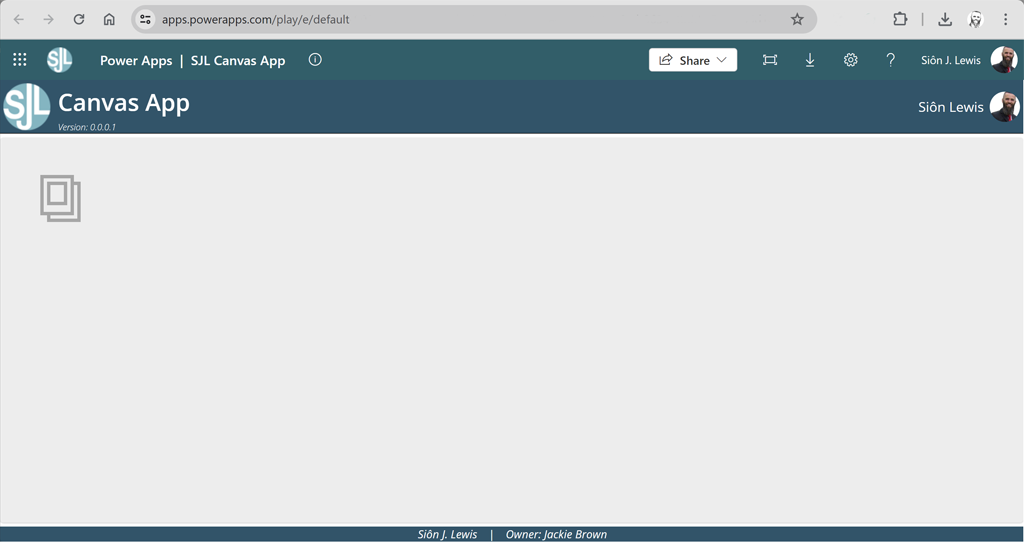 apps.powerapps.com/play/e/default
SJL
Power Apps | SJL Canvas App
Share
Siôn J. Lewis
SJL
Canvas App
Version: 0.0.0.1
Siôn Lewis
Siôn J. Lewis | Owner: Jackie Brown